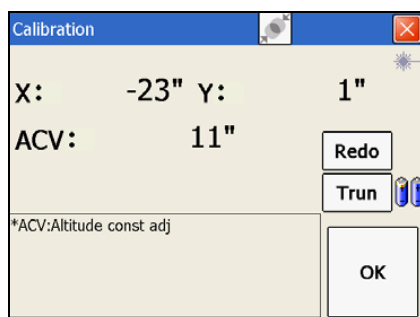 Calibration
X: -23" Y: 1"
ACV: 11"
Redo
Trun
*ACV:Altitude const adj
OK